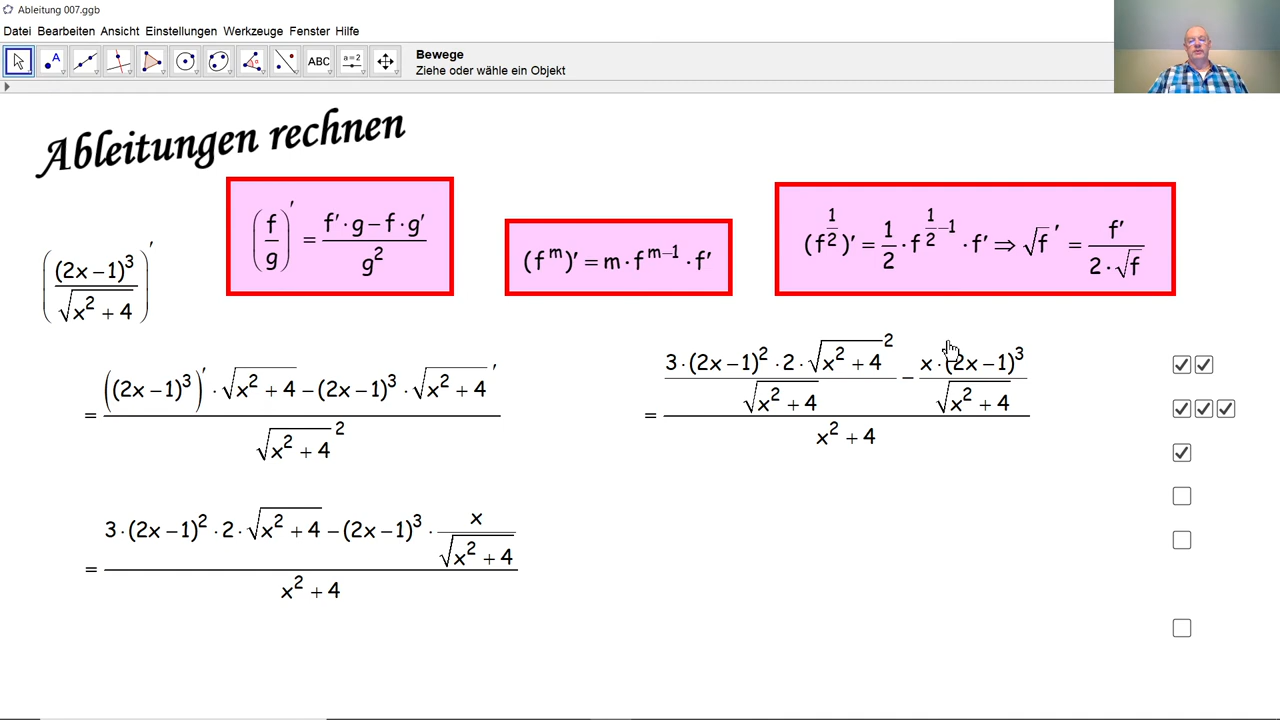 Ableitung 007.ggb
Datei Bearbeiten Ansicht Einstellungen Werkzeuge Fenster Hilfe
A
α
ABC
a=2
Bewege
Ziehe oder wähle ein Objekt
Ableitungen rechnen
(f/g)′ = (f′·g−f·g′)/g²
(fᵐ)′ = m·fᵐ⁻¹·f′
(f^(1/2))′ = 1/2·f^(1/2−1)·f′ ⇒ √f ′ = f′/(2·√f)
((2x−1)³/√(x²+4))′
= (((2x−1)³)′·√(x²+4)−(2x−1)³·√(x²+4)′)/√(x²+4)²
= (3·(2x−1)²·2·√(x²+4)−(2x−1)³·x/√(x²+4))/(x²+4)
= ((3·(2x−1)²·2·√(x²+4)²)/√(x²+4) − (x·(2x−1)³)/√(x²+4))/(x²+4)